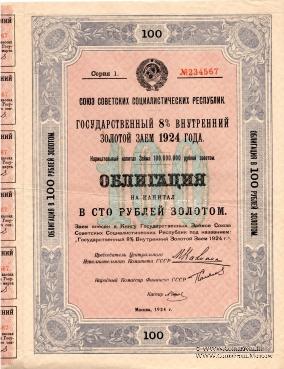 100
Серия 1.
№234567
СОЮЗ СОВЕТСКИХ СОЦИАЛИСТИЧЕСКИХ РЕСПУБЛИК.
ГОСУДАРСТВЕННЫЙ 8% ВНУТРЕННИЙ
ЗОЛОТОЙ ЗАЕМ 1924 ГОДА.
Нарицательный капитал Займа 100.000.000 рублей золотом.
ОБЛИГАЦИЯ
НА КАПИТАЛ
В СТО РУБЛЕЙ ЗОЛОТОМ.
Заем внесен в Книгу Государственных Займов Союза
Советских Социалистических Республик под названием
„Государственный 8% Внутренний Золотой Заем 1924 г."
Председатель Центрального
Исполнительного Комитета СССР
Народный Комиссар Финансов СССР
Кассир
Москва, 1924 г.
100
ОБЛИГАЦИЯ В 100 РУБЛЕЙ ЗОЛОТОМ.
ОБЛИГАЦИЯ В 100 РУБЛЕЙ ЗОЛОТОМ.